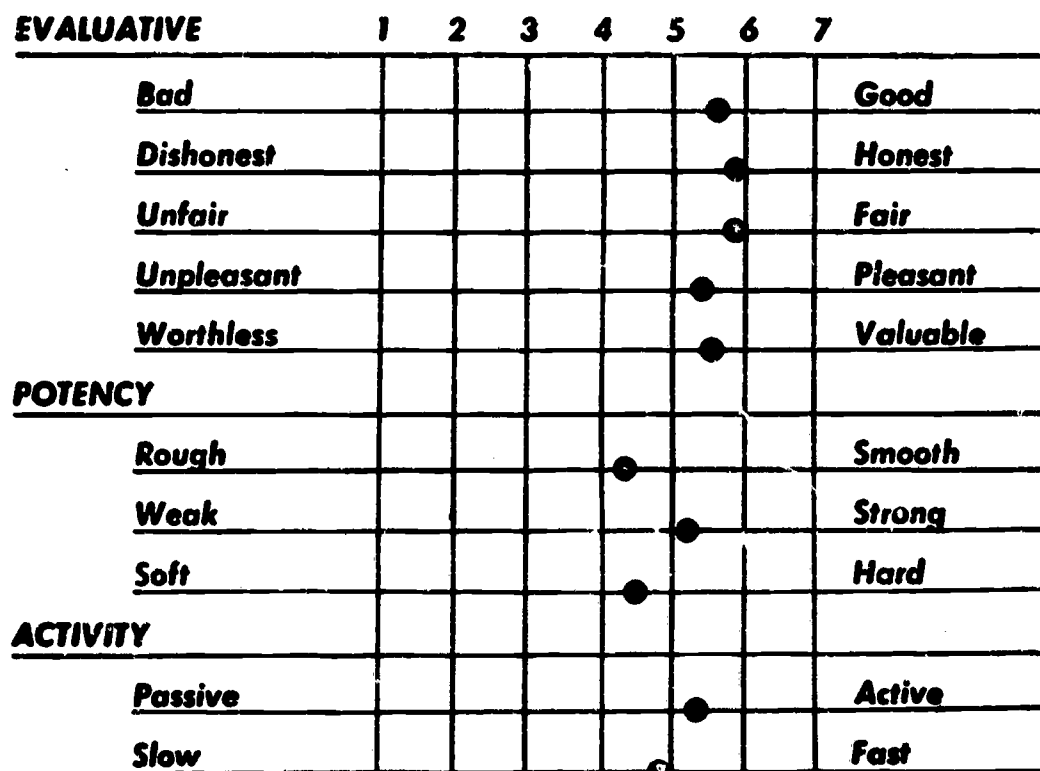 EVALUATIVE 1 2 3 4 5 6 7
Bad Good
Dishonest Honest
Unfair Fair
Unpleasant Pleasant
Worthless Valuable
POTENCY
Rough Smooth
Weak Strong
Soft Hard
ACTIVITY
Passive Active
Slow Fast